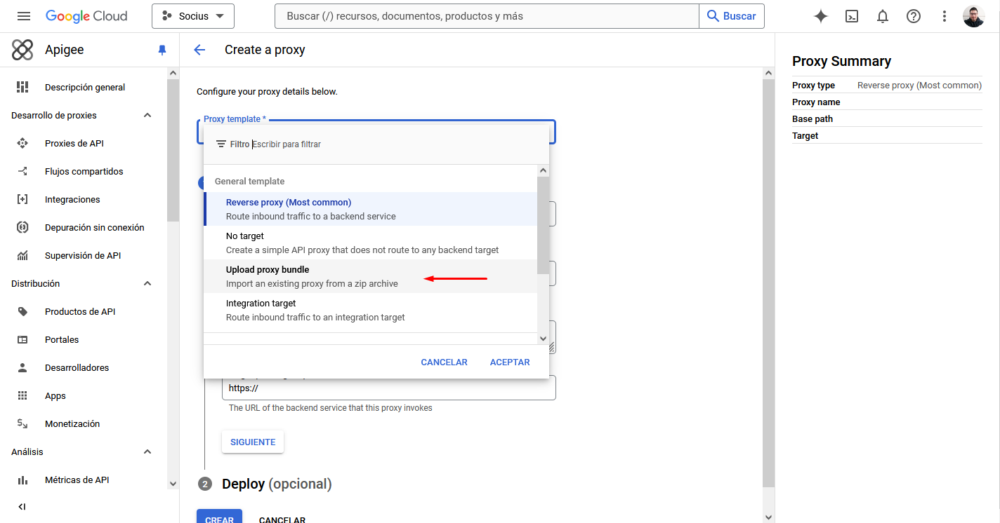 Google Cloud
Socius
Buscar (/) recursos, documentos, productos y más
Buscar
Apigee
Create a proxy
Descripción general
Desarrollo de proxies
Proxies de API
Flujos compartidos
Integraciones
Depuración sin conexión
Supervisión de API
Distribución
Productos de API
Portales
Desarrolladores
Apps
Monetización
Análisis
Métricas de API
Configure your proxy details below.
Proxy template *
Filtro Escribir para filtrar
General template
Reverse proxy (Most common)
Route inbound traffic to a backend service
No target
Create a simple API proxy that does not route to any backend target
Upload proxy bundle
Import an existing proxy from a zip archive
Integration target
Route inbound traffic to an integration target
CANCELAR ACEPTAR
https://
The URL of the backend service that this proxy invokes
SIGUIENTE
2 Deploy (opcional)
CREAR CANCELAR
Proxy Summary
Proxy type Reverse proxy (Most common)
Proxy name
Base path
Target